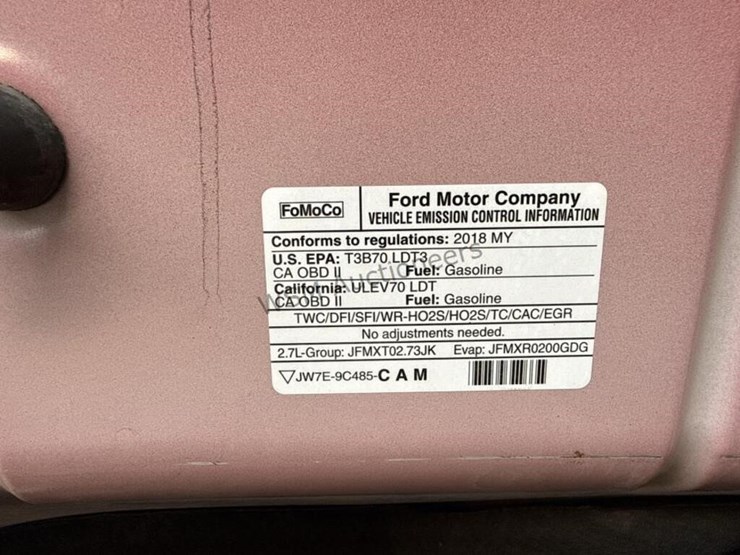 FoMoCo
Ford Motor Company
VEHICLE EMISSION CONTROL INFORMATION
Conforms to regulations: 2018 MY
U.S. EPA: T3B70 LDT3
CA OBD II Fuel: Gasoline
California: ULEV70 LDT
CA OBD II Fuel: Gasoline
TWC/DFI/SFI/WR-HO2S/HO2S/TC/CAC/EGR
No adjustments needed.
2.7L-Group: JFMXT02.73JK Evap: JFMXR0200GDG
JW7E-9C485-C A M
Auctioneers